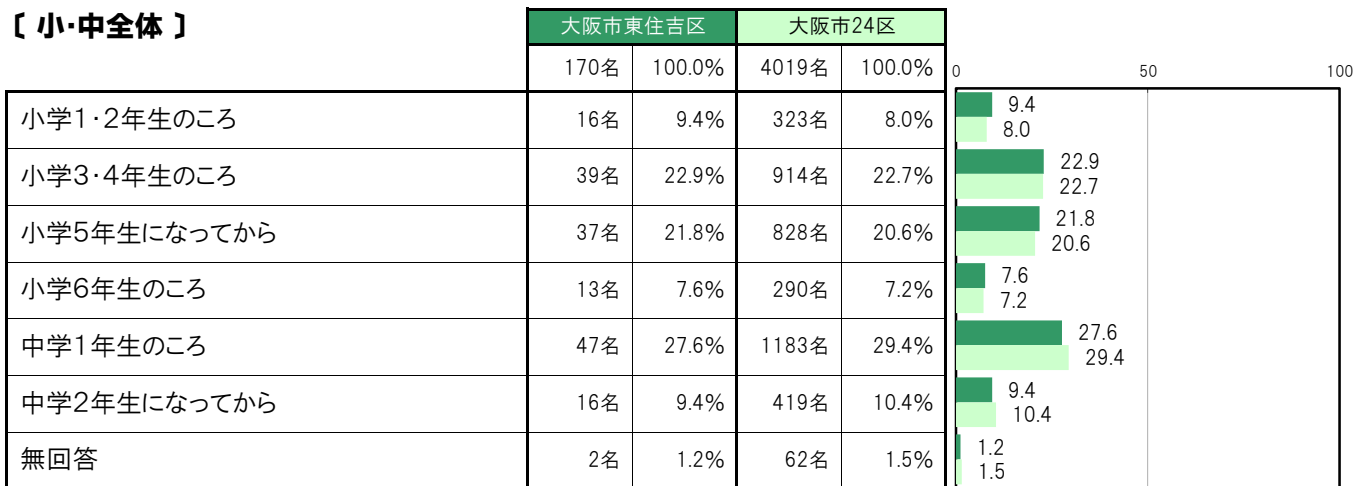 〔 小・中全体 〕
大阪市東住吉区 大阪市24区
170名 100.0% 4019名 100.0% 0 50 100
小学1・2年生のころ 16名 9.4% 323名 8.0% 9.4
8.0
小学3・4年生のころ 39名 22.9% 914名 22.7% 22.9
22.7
小学5年生になってから 37名 21.8% 828名 20.6% 21.8
20.6
小学6年生のころ 13名 7.6% 290名 7.2% 7.6
7.2
中学1年生のころ 47名 27.6% 1183名 29.4% 27.6
29.4
中学2年生になってから 16名 9.4% 419名 10.4% 9.4
10.4
無回答 2名 1.2% 62名 1.5% 1.2
1.5